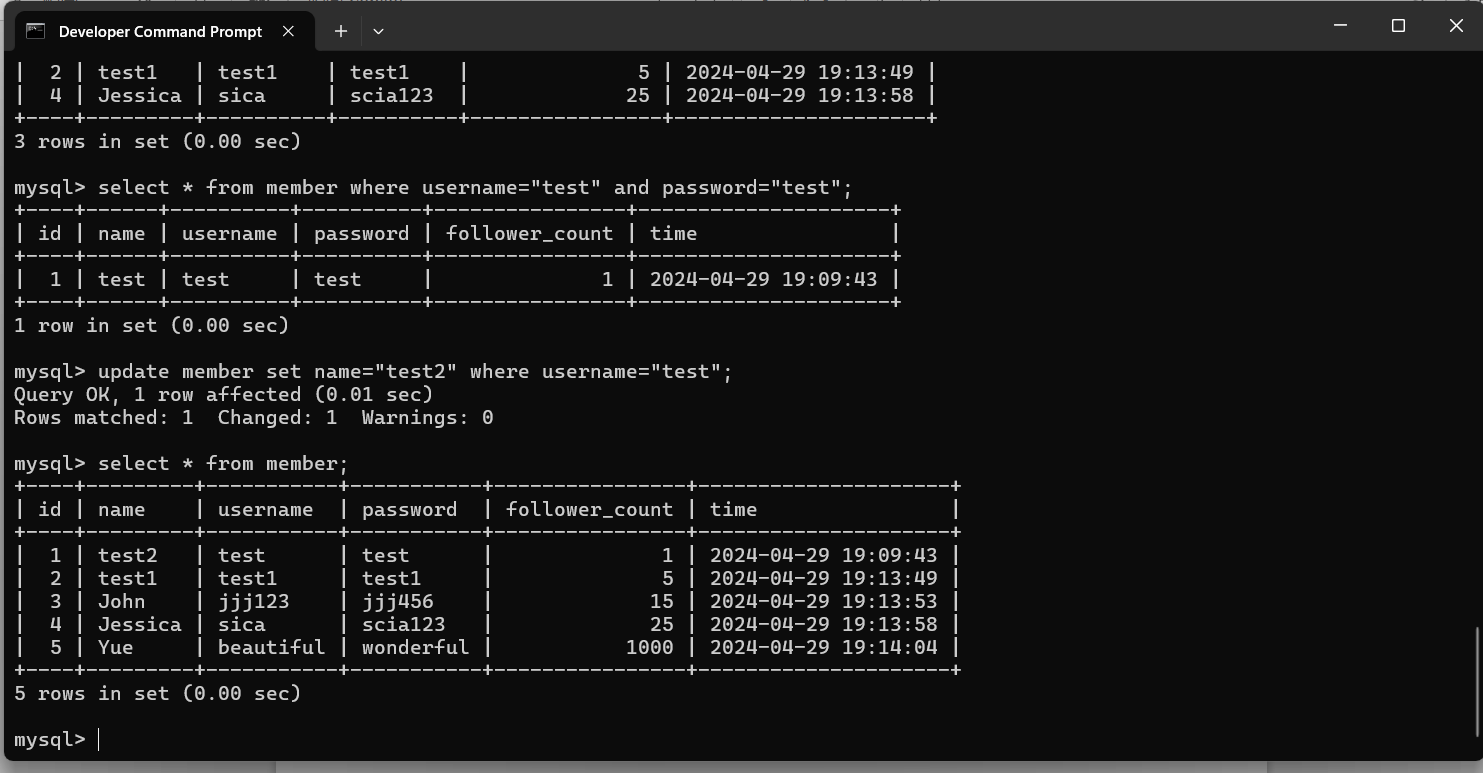 Developer Command Prompt
|  2 | test1   | test1    | test1    |              5 | 2024-04-29 19:13:49 |
|  4 | Jessica | sica     | scia123  |             25 | 2024-04-29 19:13:58 |
+----+---------+----------+----------+----------------+---------------------+
3 rows in set (0.00 sec)
mysql> select * from member where username="test" and password="test";
+----+------+----------+----------+----------------+---------------------+
| id | name | username | password | follower_count | time                |
+----+------+----------+----------+----------------+---------------------+
|  1 | test | test     | test     |              1 | 2024-04-29 19:09:43 |
+----+------+----------+----------+----------------+---------------------+
1 row in set (0.00 sec)
mysql> update member set name="test2" where username="test";
Query OK, 1 row affected (0.01 sec)
Rows matched: 1  Changed: 1  Warnings: 0
mysql> select * from member;
+----+---------+-----------+-----------+----------------+---------------------+
| id | name    | username  | password  | follower_count | time                |
+----+---------+-----------+-----------+----------------+---------------------+
|  1 | test2   | test      | test      |              1 | 2024-04-29 19:09:43 |
|  2 | test1   | test1     | test1     |              5 | 2024-04-29 19:13:49 |
|  3 | John    | jjj123    | jjj456    |             15 | 2024-04-29 19:13:53 |
|  4 | Jessica | sica      | scia123   |             25 | 2024-04-29 19:13:58 |
|  5 | Yue     | beautiful | wonderful |           1000 | 2024-04-29 19:14:04 |
+----+---------+-----------+-----------+----------------+---------------------+
5 rows in set (0.00 sec)
mysql>